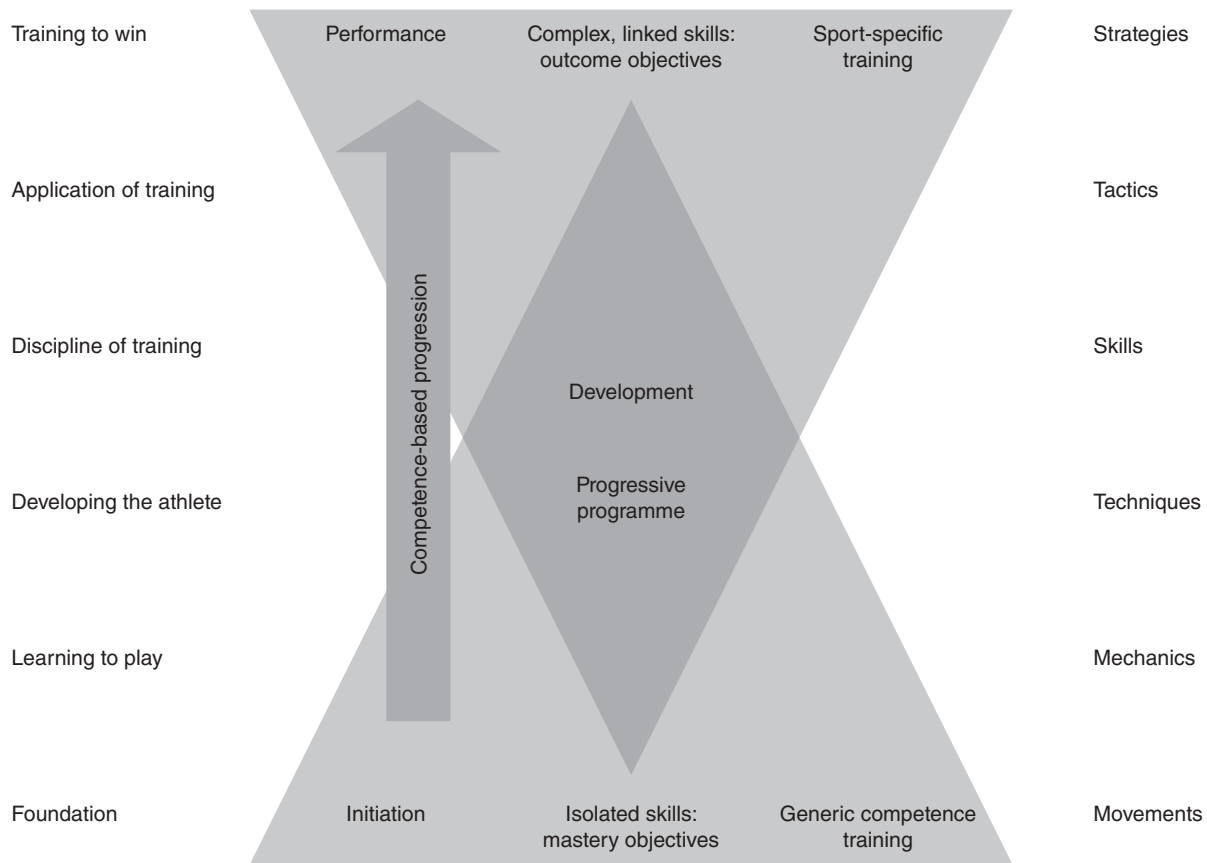 Training to win
Performance
Complex, linked skills:
outcome objectives
Sport-specific
training
Strategies
Application of training
Tactics
Competence-based progression
Discipline of training
Skills
Development
Progressive
programme
Developing the athlete
Techniques
Learning to play
Mechanics
Foundation
Initiation
Isolated skills:
mastery objectives
Generic competence
training
Movements